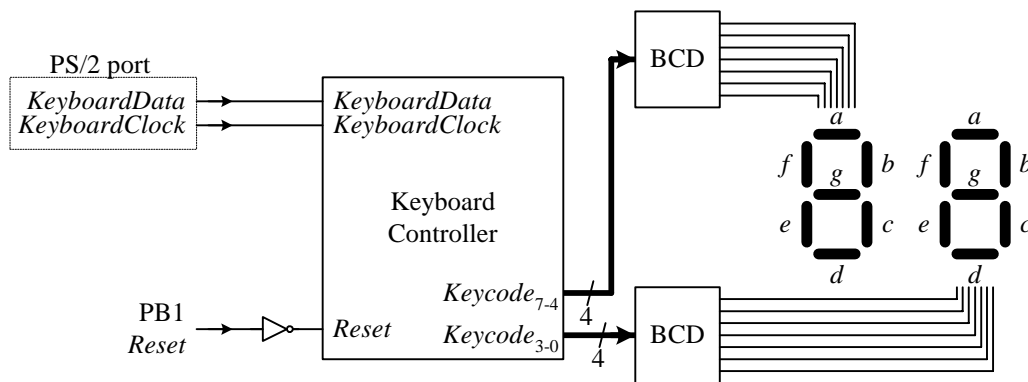 PS/2 port
KeyboardData
KeyboardClock
PB1
Reset
KeyboardData
KeyboardClock
Keyboard
Controller
Keycode7-4
Keycode3-0
Reset
4
4
BCD
BCD
a
f b
g
e c
d
a
f b
g
e c
d